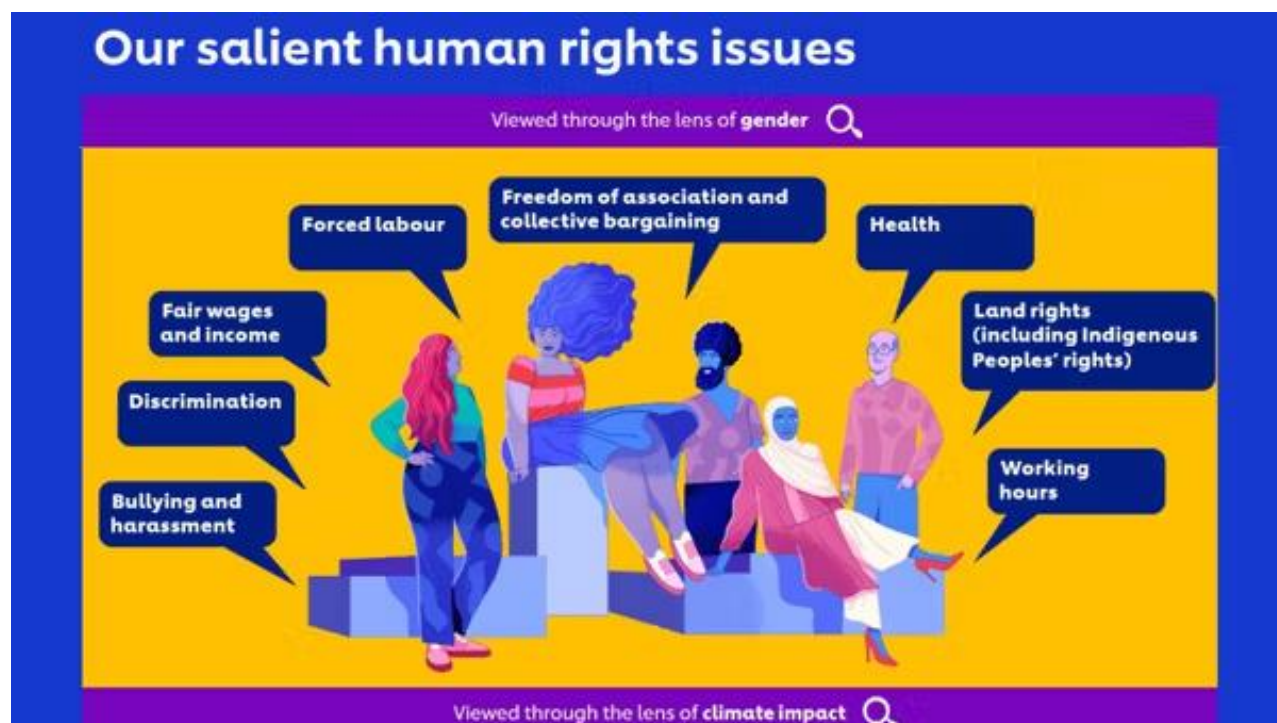 Our salient human rights issues
Viewed through the lens of gender
Freedom of association and
collective bargaining
Forced labour
Health
Fair wages
and income
Land rights
(including Indigenous
Peoples’ rights)
Discrimination
Working
hours
Bullying and
harassment
Viewed through the lens of climate impact